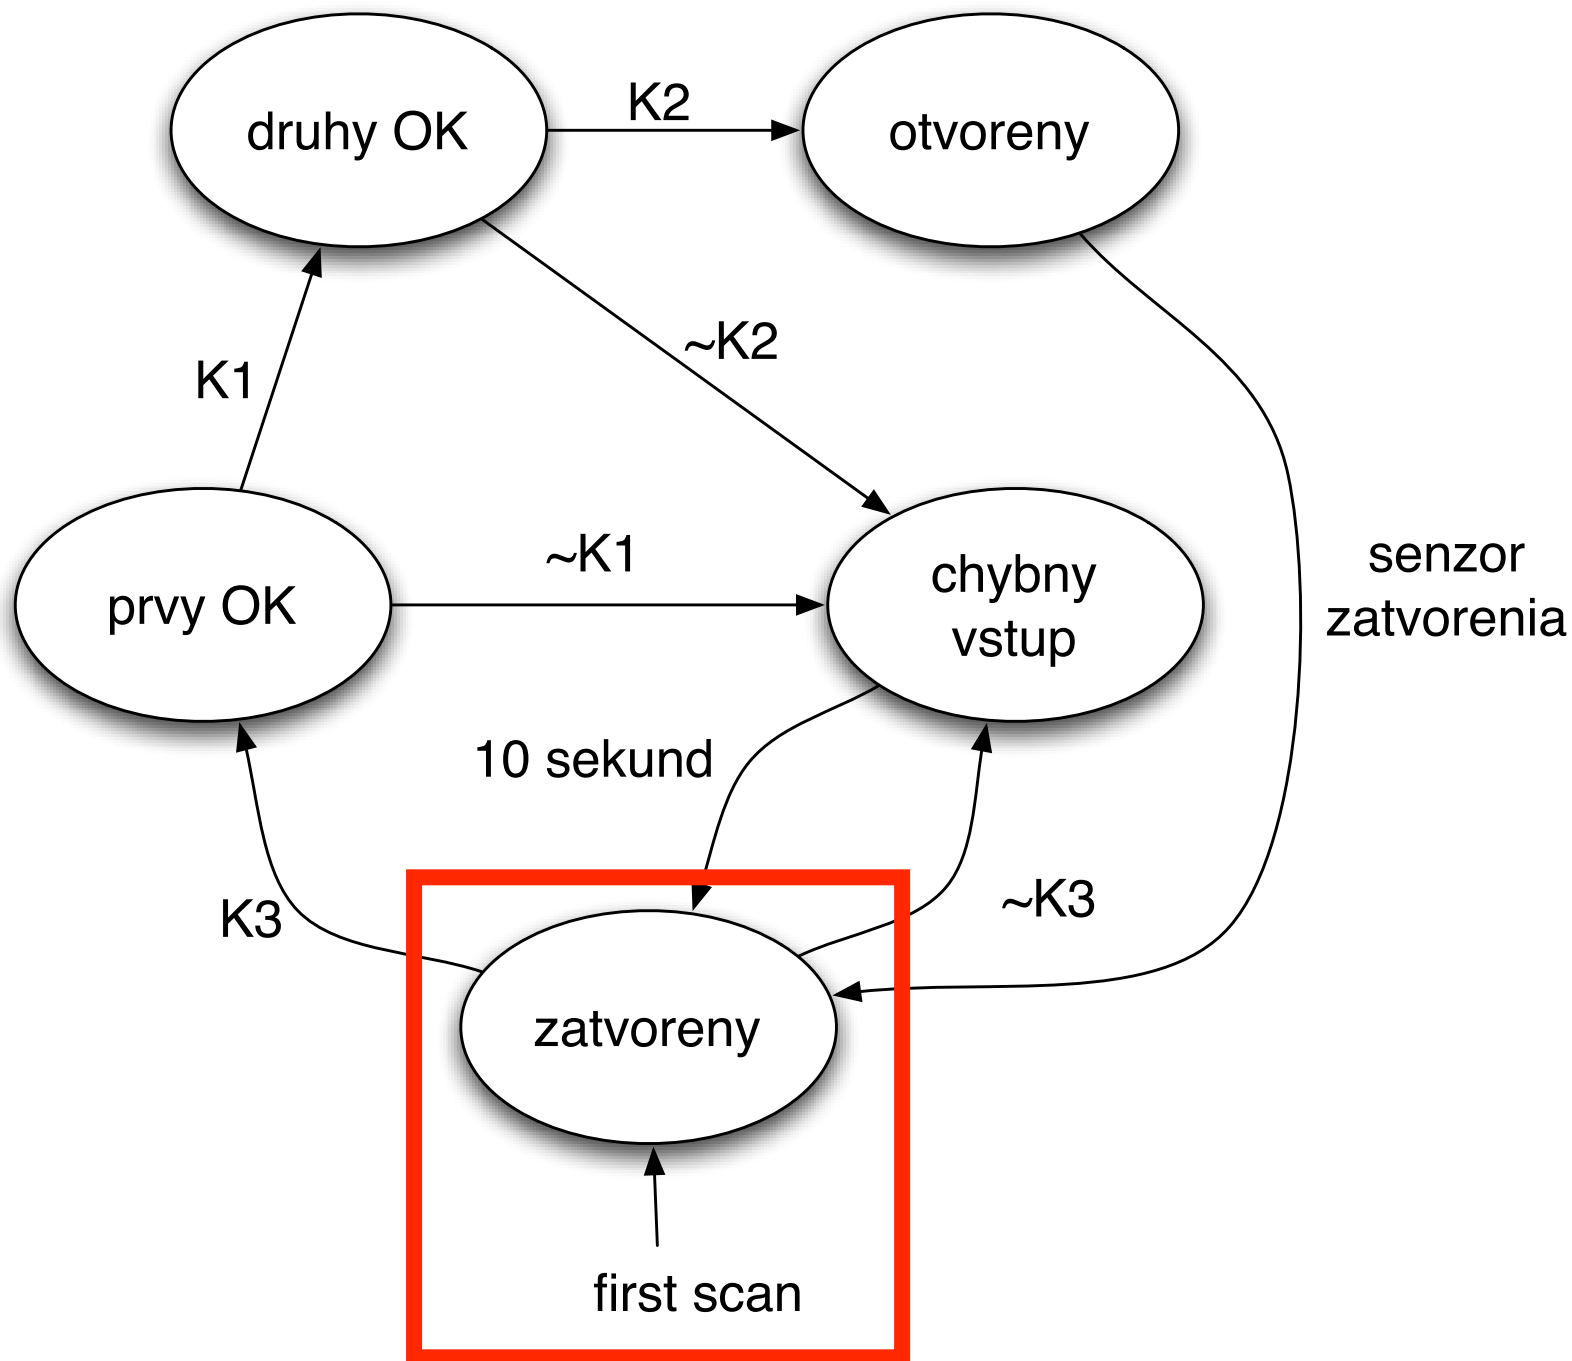 druhy OK
K2
otvoreny
K1
~K2
prvy OK
~K1
chybny
vstup
senzor
zatvorenia
10 sekund
K3
~K3
zatvoreny
first scan